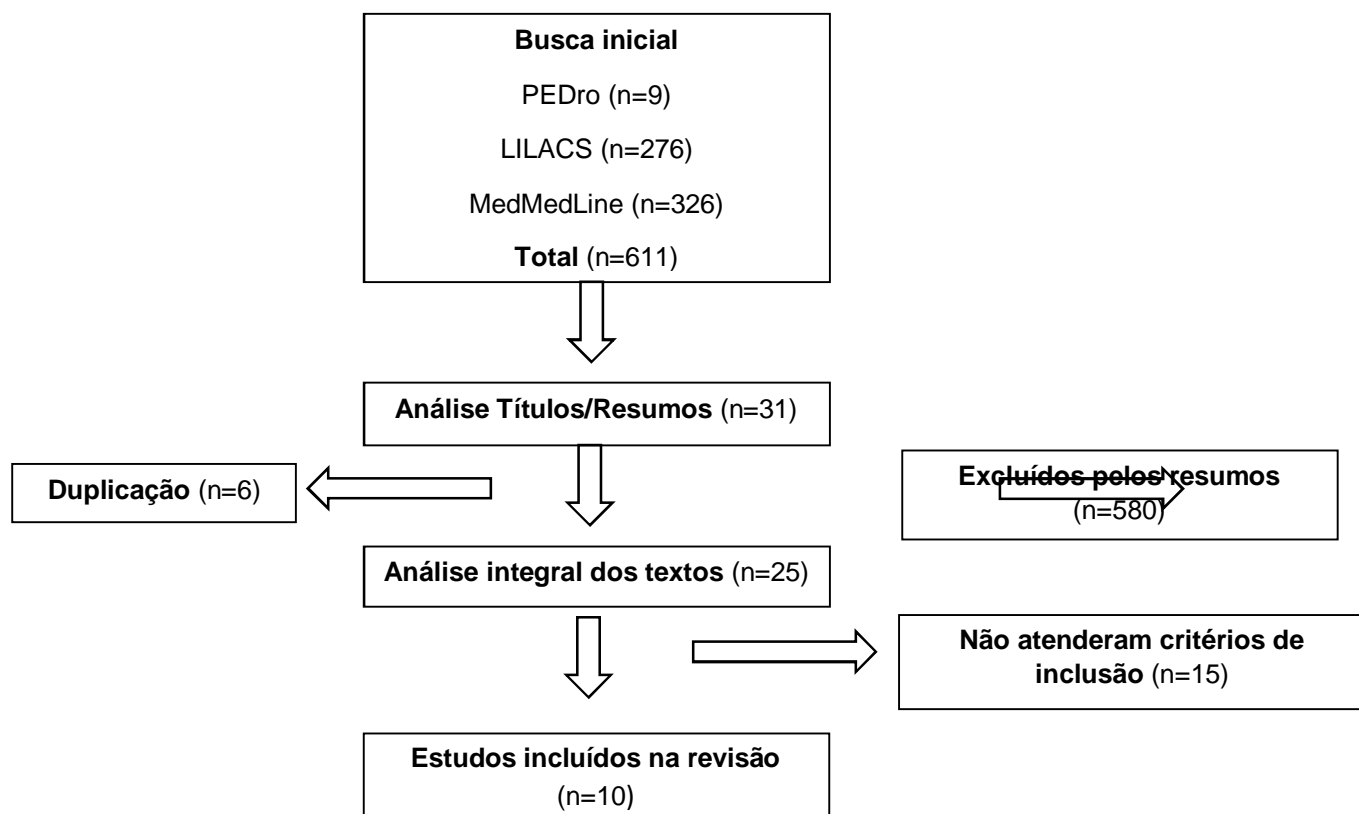 Busca inicial
PEDro (n=9)
LILACS (n=276)
MedMedLine (n=326)
Total (n=611)
Análise Títulos/Resumos (n=31)
Duplicação (n=6)
Excluídos pelos resumos
(n=580)
Análise integral dos textos (n=25)
Não atenderam critérios de
inclusão (n=15)
Estudos incluídos na revisão
(n=10)